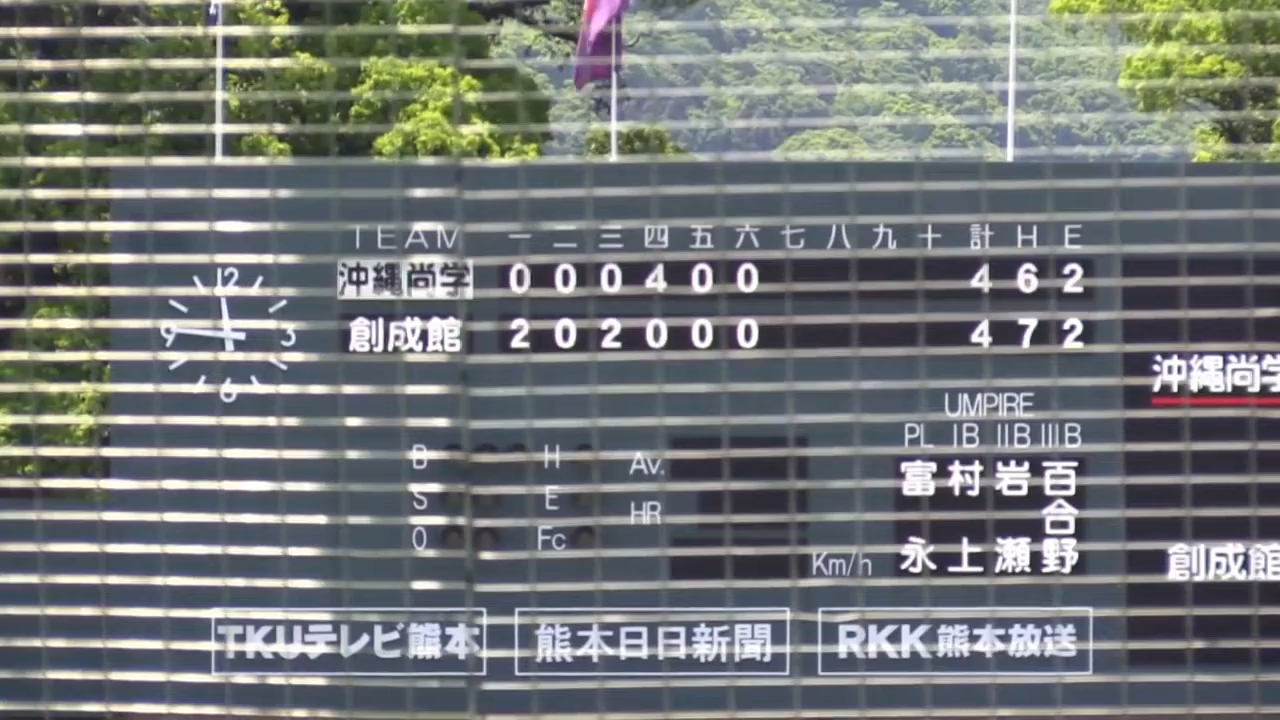 TEAM 一 二 三 四 五 六 七 八 九 十 計 H E
沖縄尚学 0 0 0 4 0 0 4 6 2
創成館 2 0 2 0 0 0 4 7 2
12
9 3
6
沖縄尚学
UMPIRE
PL IB IIB IIIB
B H Av.
S E HR
O Fc
Km/h
富永 村上 岩瀬 百合野
創成館
TKUテレビ熊本 熊本日日新聞 RKK熊本放送